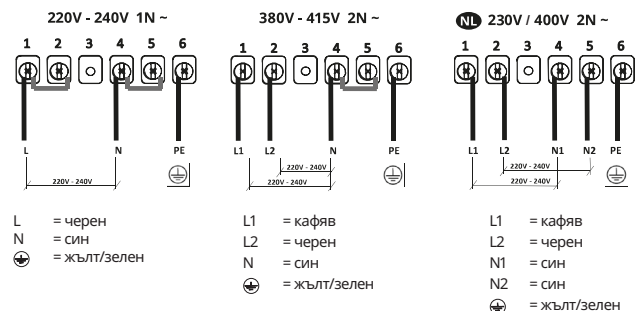 220V - 240V 1N ~
1 2 3 4 5 6
L N PE
220V - 240V
L = черен
N = син
= жълт/зелен
380V - 415V 2N ~
1 2 3 4 5 6
L1 L2 N PE
220V - 240V
220V - 240V
L1 = кафяв
L2 = черен
N = син
= жълт/зелен
NL 230V / 400V 2N ~
1 2 3 4 5 6
L1 L2 N1 N2 PE
220V - 240V
220V - 240V
L1 = кафяв
L2 = черен
N1 = син
N2 = син
= жълт/зелен